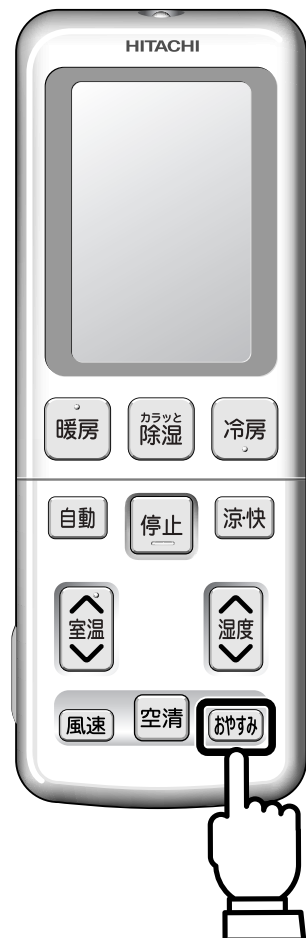 HITACHI
暖房 カラッと除湿 冷房
自動 停止 涼・快
室温 湿度
風速 空清 おやすみ